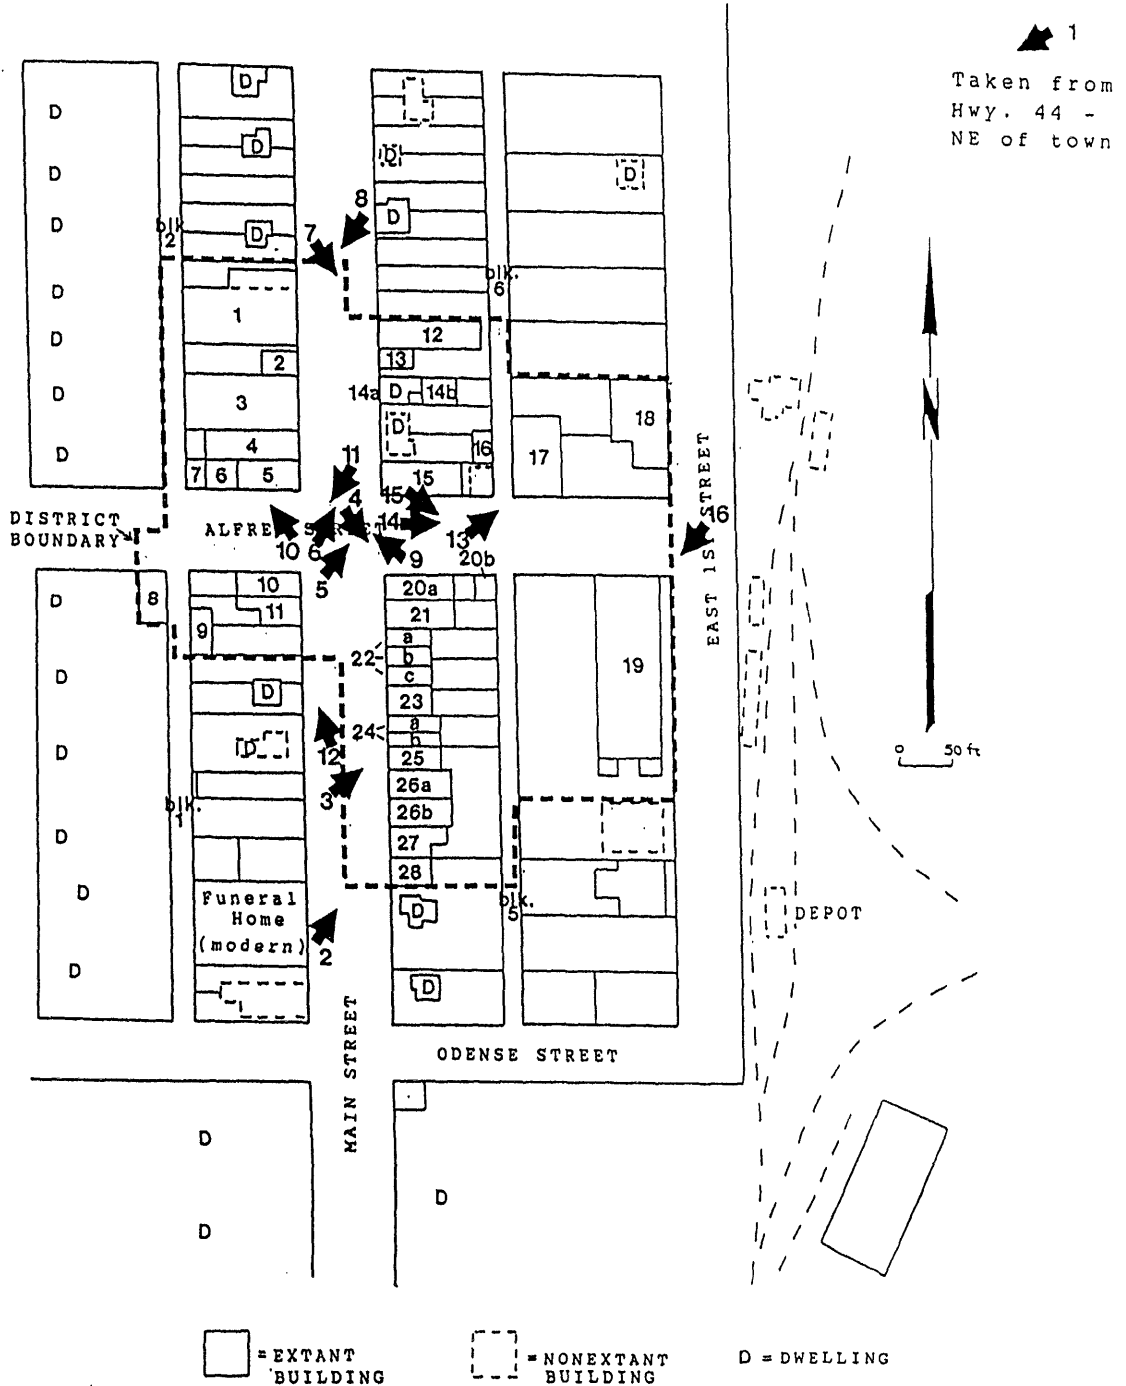 1
Taken from
Hwy. 44 -
NE of town
D
D
D
D
D
D
D
D
D
D
blk
2
7
8
D
D
D
D
blk.
6
1
2
3
4
7 6 5
12
13
14a D 14b
D
16
15
17
18
11
4
15
14
13
10
6
5
9
16
DISTRICT
BOUNDARY
ALFRED STREET
EAST 1ST STREET
8
D
D
D
D
D
D
9
10
11
D
D
12
3
blk.
1
Funeral
Home
(modern)
2
20b
20a
21
22
a
b
c
23
24
a
b
25
26a
26b
27
28
D
D
blk.
5
19
0 50 ft
DEPOT
MAIN STREET
ODENSE STREET
D
D
D
= EXTANT
BUILDING
= NONEXTANT
BUILDING
D = DWELLING